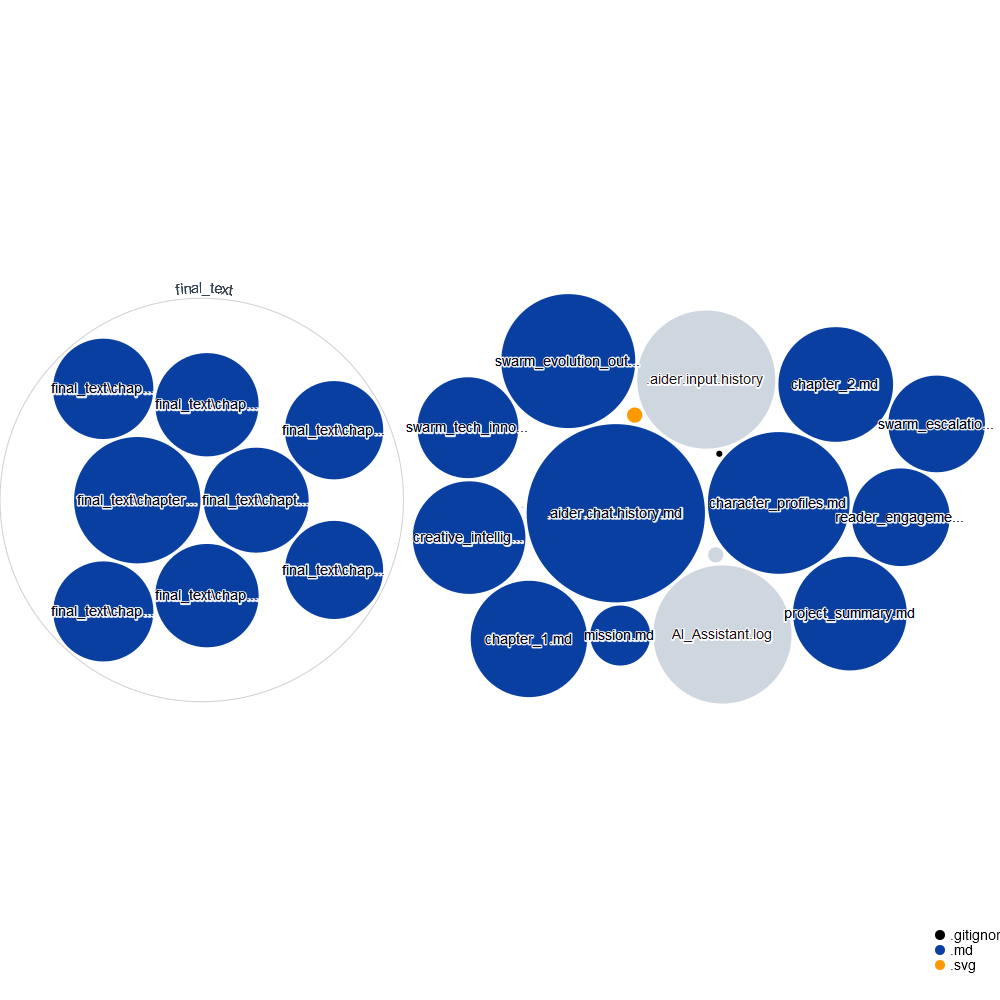 final_text
final_text\chap...
final_text\chap...
final_text\chap...
final_text\chapter...
final_text\chapt...
final_text\chap...
final_text\chap...
final_text\chap...
swarm_evolution_out...
.aider.input.history
chapter_2.md
swarm_tech_inno...
swarm_escalatio...
.aider.chat.history.md
character_profiles.md
reader_engageme...
creative_intellig...
chapter_1.md
mission.md
AI_Assistant.log
project_summary.md
.gitignor
.md
.svg